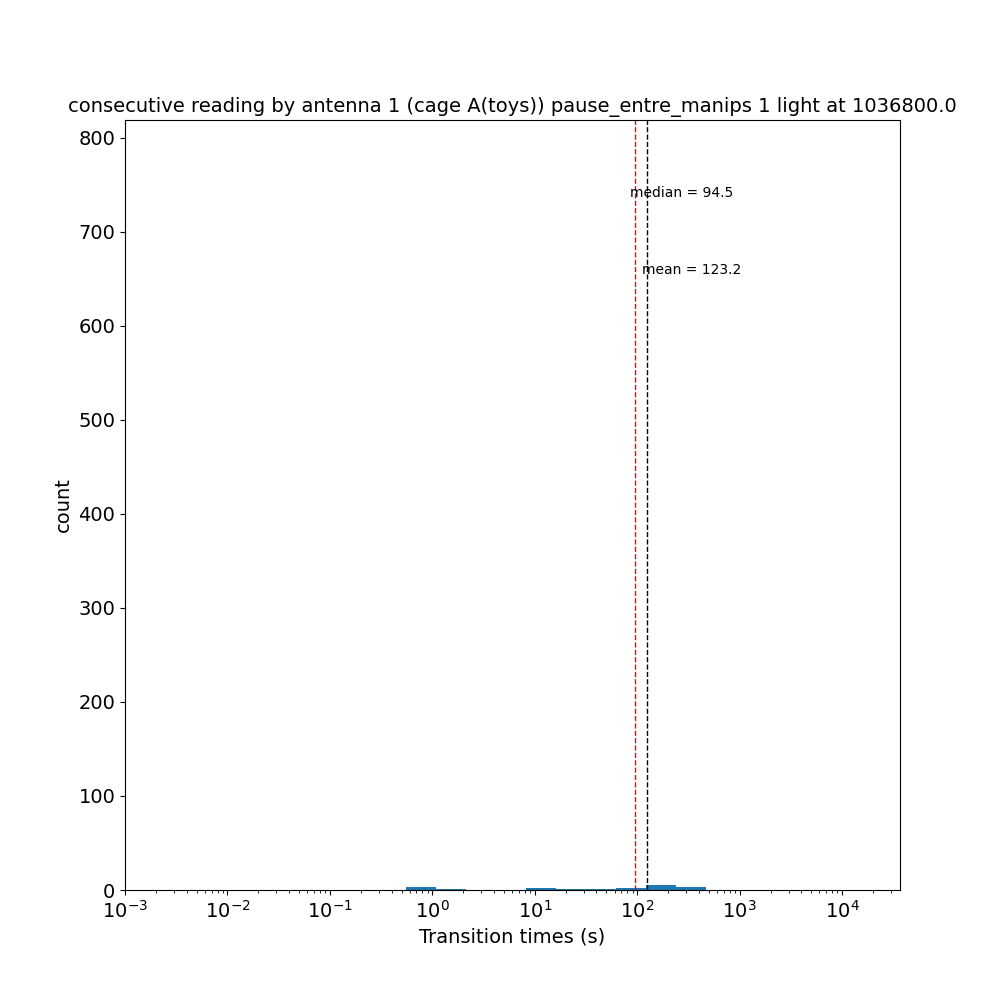 consecutive reading by antenna 1 (cage A(toys)) pause_entre_manips 1 light at 1036800.0
800
median = 94.5
700
mean = 123.2
600
500
count
400
300
200
100
0
10⁻³ 10⁻² 10⁻¹ 10⁰ 10¹ 10² 10³ 10⁴
Transition times (s)